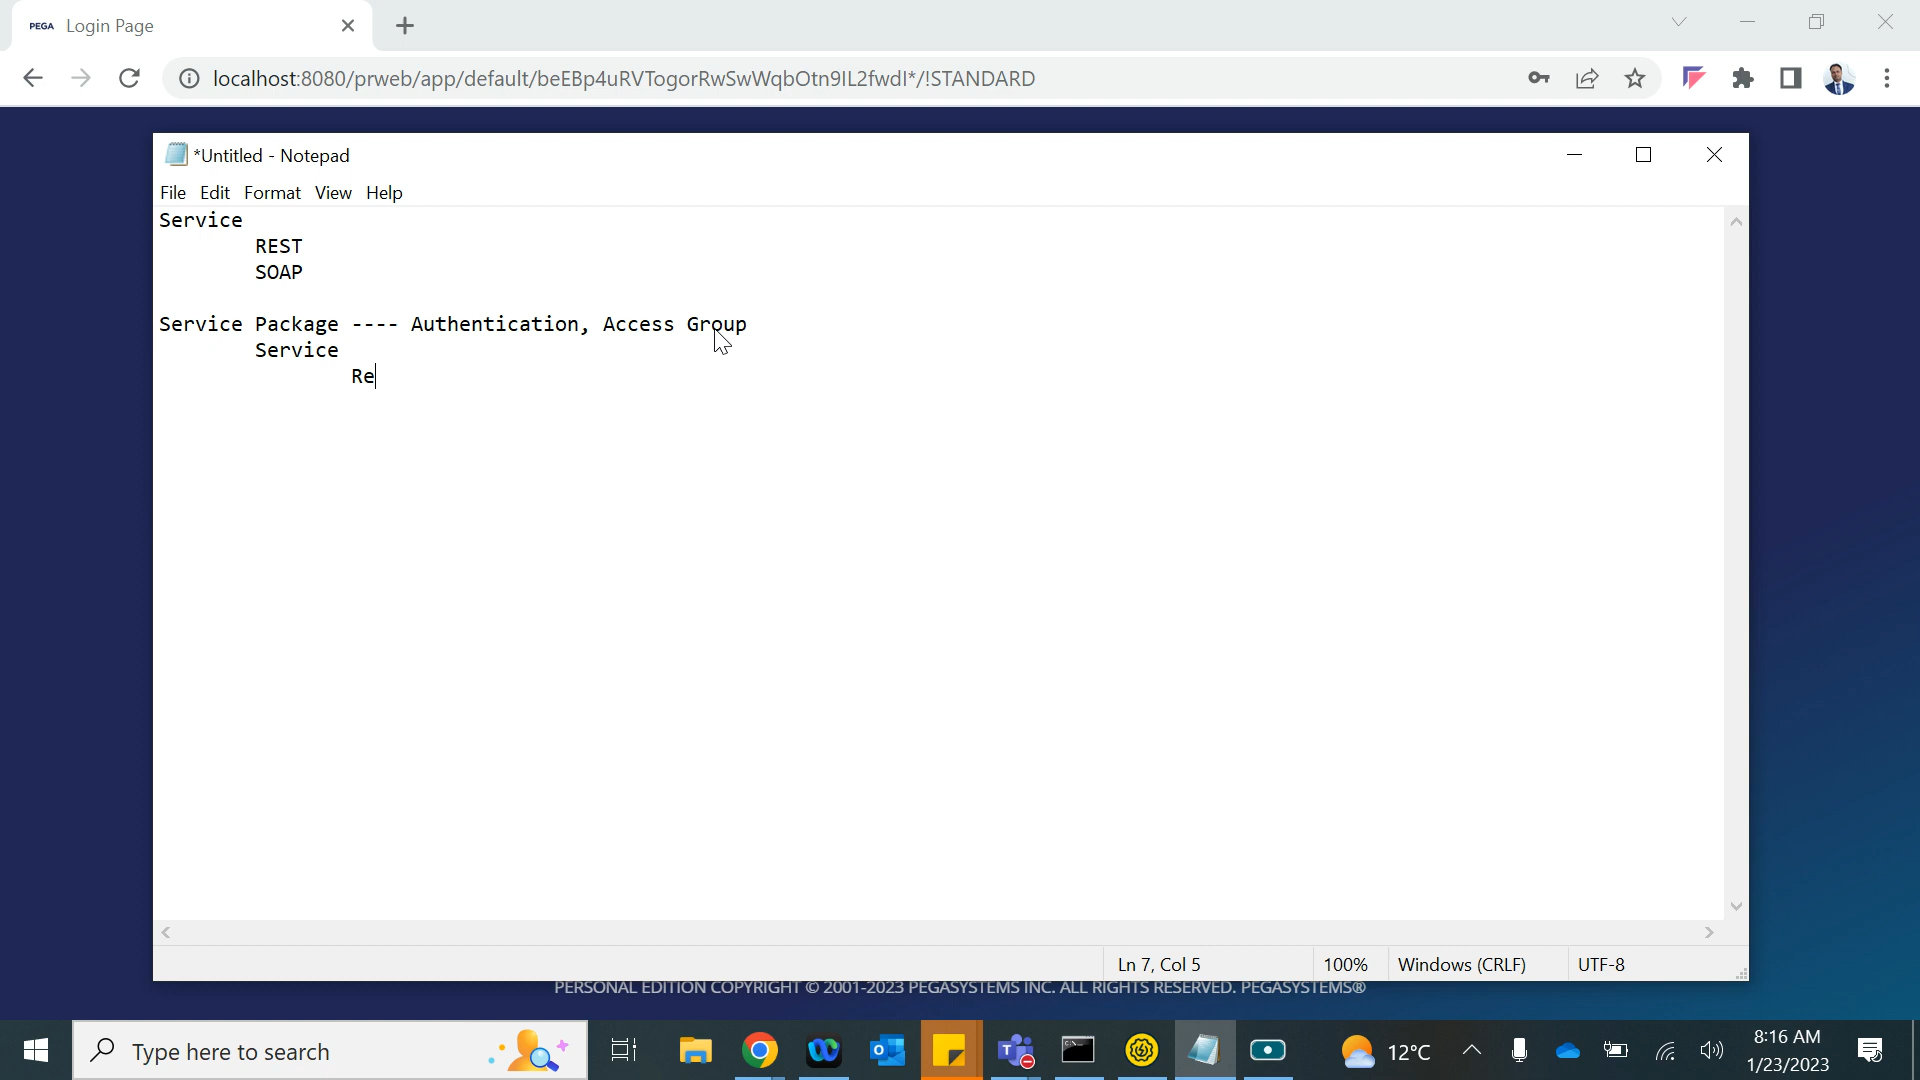 PEGA Login Page
localhost:8080/prweb/app/default/beEBp4uRVTogorRwSwWqbOtn9IL2fwdI*/!STANDARD
*Untitled - Notepad
File Edit Format View Help
Service
REST
SOAP
Service Package ---- Authentication, Access Group
Service
Re
Ln 7, Col 5 100% Windows (CRLF) UTF-8
PERSONAL EDITION COPYRIGHT © 2001-2023 PEGASYSTEMS INC. ALL RIGHTS RESERVED. PEGASYSTEMS®
Type here to search
12°C
8:16 AM
1/23/2023